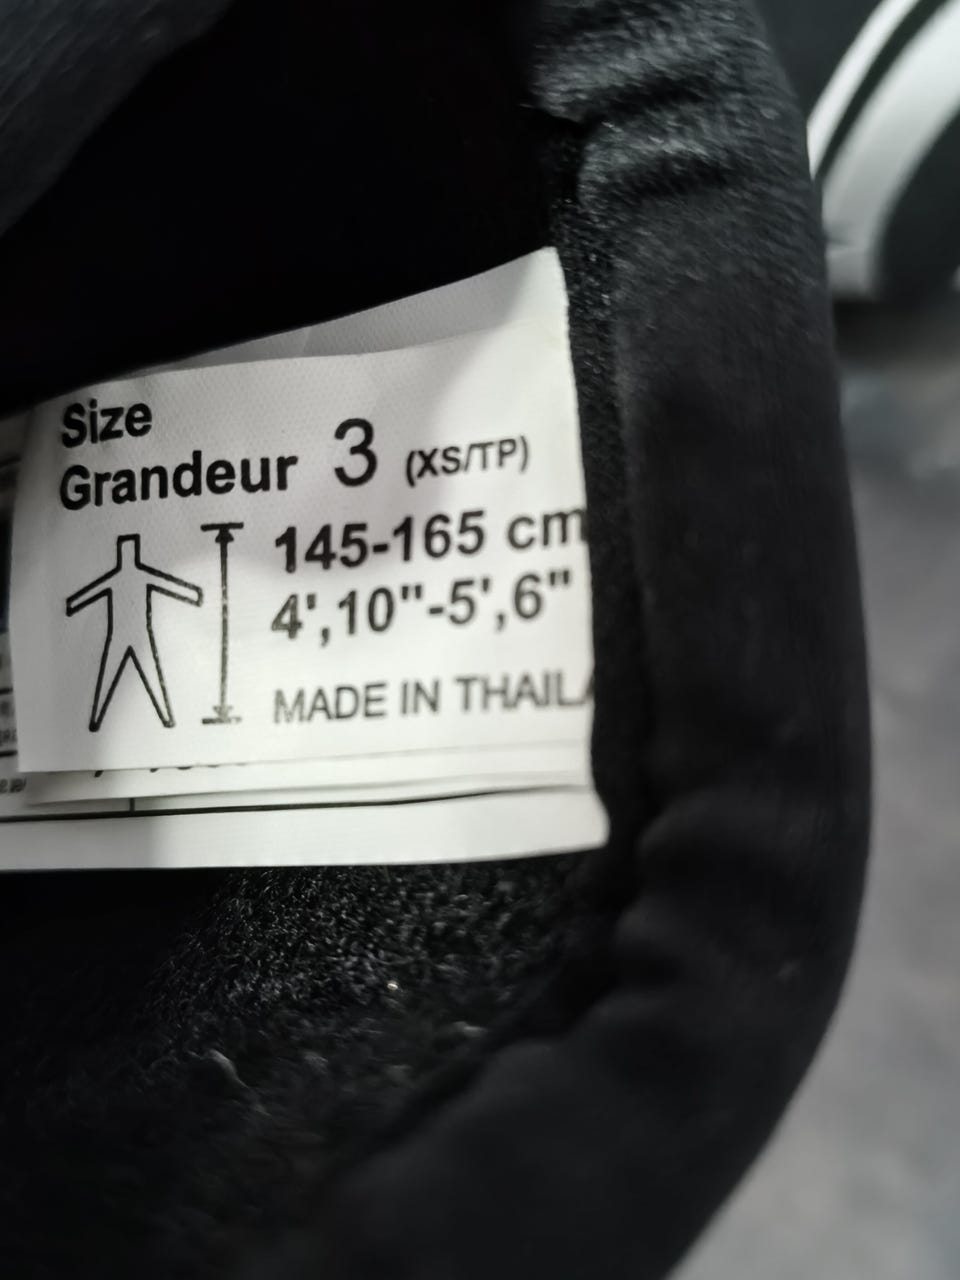 Size
Grandeur 3 (XS/TP)
145-165 cm
4',10"-5',6"
MADE IN THAILA